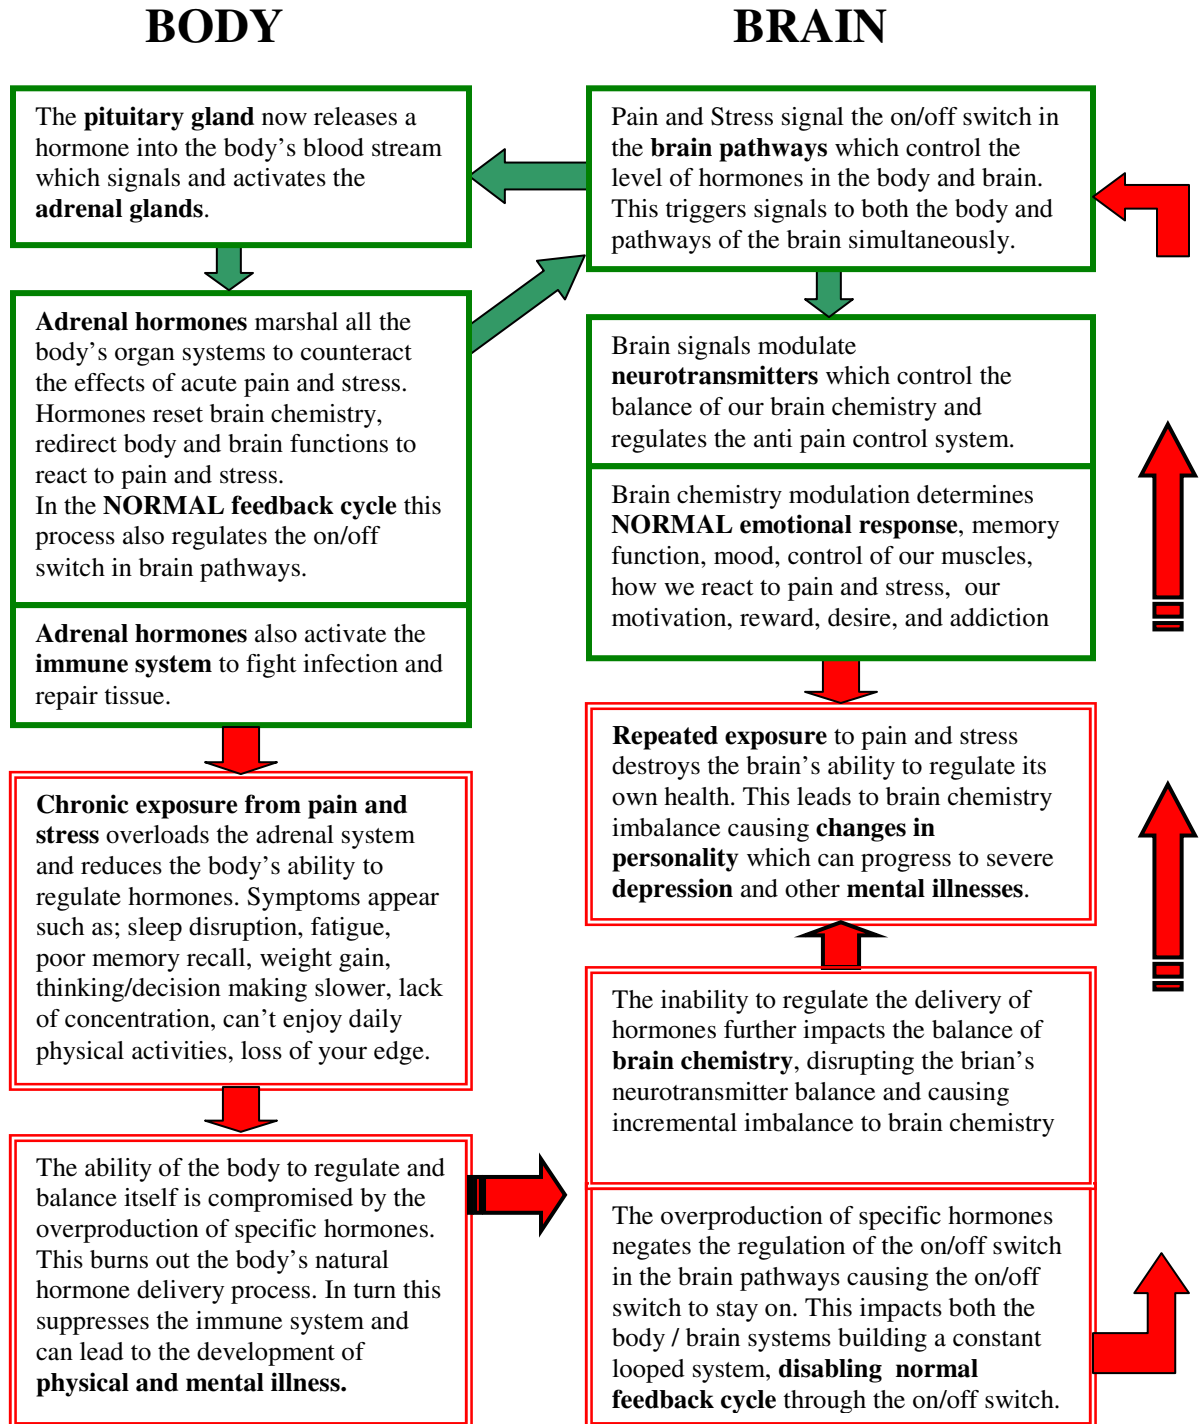 BODY
The pituitary gland now releases a
hormone into the body's blood stream
which signals and activates the
adrenal glands.
Adrenal hormones marshal all the
body's organ systems to counteract
the effects of acute pain and stress.
Hormones reset brain chemistry,
redirect body and brain functions to
react to pain and stress.
In the NORMAL feedback cycle this
process also regulates the on/off
switch in brain pathways.
Adrenal hormones also activate the
immune system to fight infection and
repair tissue.
Chronic exposure from pain and
stress overloads the adrenal system
and reduces the body's ability to
regulate hormones. Symptoms appear
such as; sleep disruption, fatigue,
poor memory recall, weight gain,
thinking/decision making slower, lack
of concentration, can't enjoy daily
physical activities, loss of your edge.
The ability of the body to regulate and
balance itself is compromised by the
overproduction of specific hormones.
This burns out the body's natural
hormone delivery process. In turn this
suppresses the immune system and
can lead to the development of
physical and mental illness.
BRAIN
Pain and Stress signal the on/off switch in
the brain pathways which control the
level of hormones in the body and brain.
This triggers signals to both the body and
pathways of the brain simultaneously.
Brain signals modulate
neurotransmitters which control the
balance of our brain chemistry and
regulates the anti pain control system.
Brain chemistry modulation determines
NORMAL emotional response, memory
function, mood, control of our muscles,
how we react to pain and stress, our
motivation, reward, desire, and addiction
Repeated exposure to pain and stress
destroys the brain's ability to regulate its
own health. This leads to brain chemistry
imbalance causing changes in
personality which can progress to severe
depression and other mental illnesses.
The inability to regulate the delivery of
hormones further impacts the balance of
brain chemistry, disrupting the brian's
neurotransmitter balance and causing
incremental imbalance to brain chemistry
The overproduction of specific hormones
negates the regulation of the on/off switch
in the brain pathways causing the on/off
switch to stay on. This impacts both the
body / brain systems building a constant
looped system, disabling normal
feedback cycle through the on/off switch.